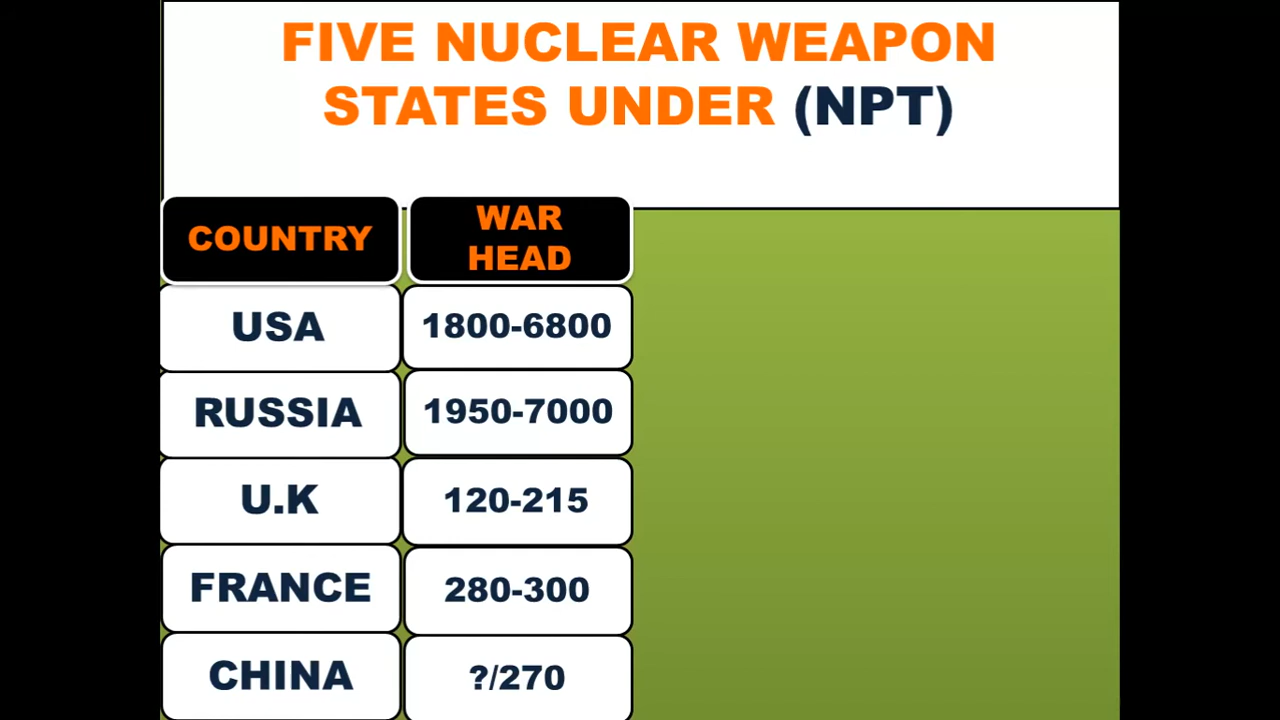 FIVE NUCLEAR WEAPON
STATES UNDER (NPT)
COUNTRY
WAR
HEAD
USA
1800-6800
RUSSIA
1950-7000
U.K
120-215
FRANCE
280-300
CHINA
?/270